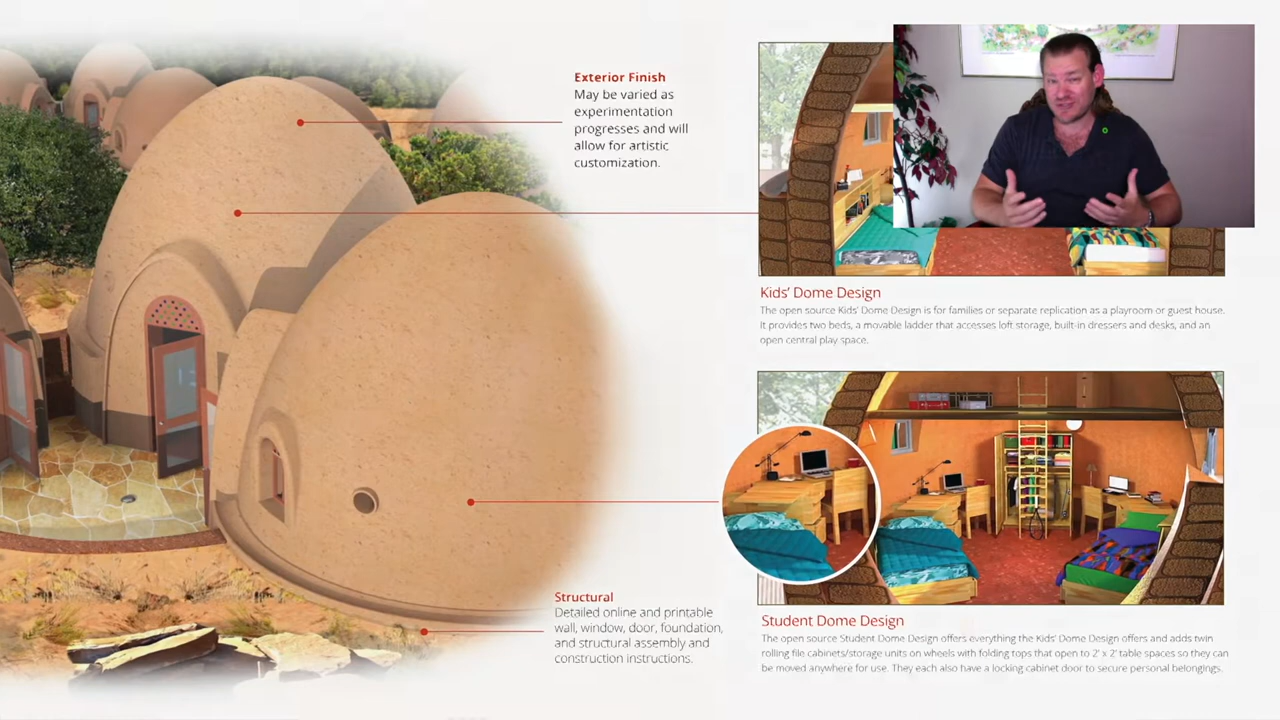 Exterior Finish
May be varied as
experimentation
progresses and will
allow for artistic
customization.
Kids’ Dome Design
The open source Kids’ Dome Design is for families or separate replication as a playroom or guest house.
It provides two beds, a movable ladder that accesses loft storage, built-in dressers and desks, and an
open central play space.
Structural
Detailed online and printable
wall, window, door, foundation,
and structural assembly and
construction instructions.
Student Dome Design
The open source Student Dome Design offers everything the Kids’ Dome Design offers and adds twin
rolling file cabinets/storage units on wheels with folding tops that open to 2’ x 2’ table spaces so they can
be moved anywhere for use. They each also have a locking cabinet door to secure personal belongings.